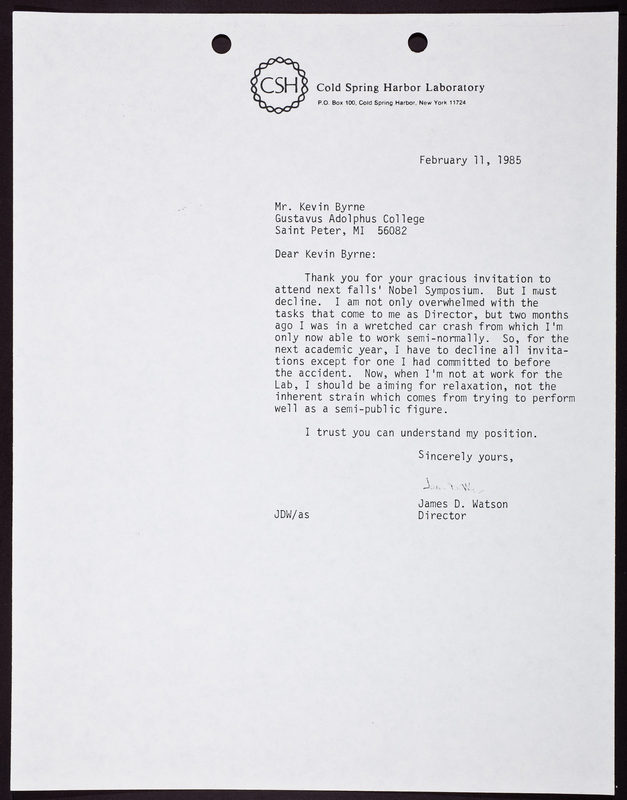 CSH
Cold Spring Harbor Laboratory
P.O. Box 100, Cold Spring Harbor, New York 11724
February 11, 1985
Mr. Kevin Byrne
Gustavus Adolphus College
Saint Peter, MI 56082
Dear Kevin Byrne:
Thank you for your gracious invitation to
attend next falls' Nobel Symposium. But I must
decline. I am not only overwhelmed with the
tasks that come to me as Director, but two months
ago I was in a wretched car crash from which I'm
only now able to work semi-normally. So, for the
next academic year, I have to decline all invita-
tions except for one I had committed to before
the accident. Now, when I'm not at work for the
Lab, I should be aiming for relaxation, not the
inherent strain which comes from trying to perform
well as a semi-public figure.
I trust you can understand my position.
Sincerely yours,
James D. Watson
JDW/as Director